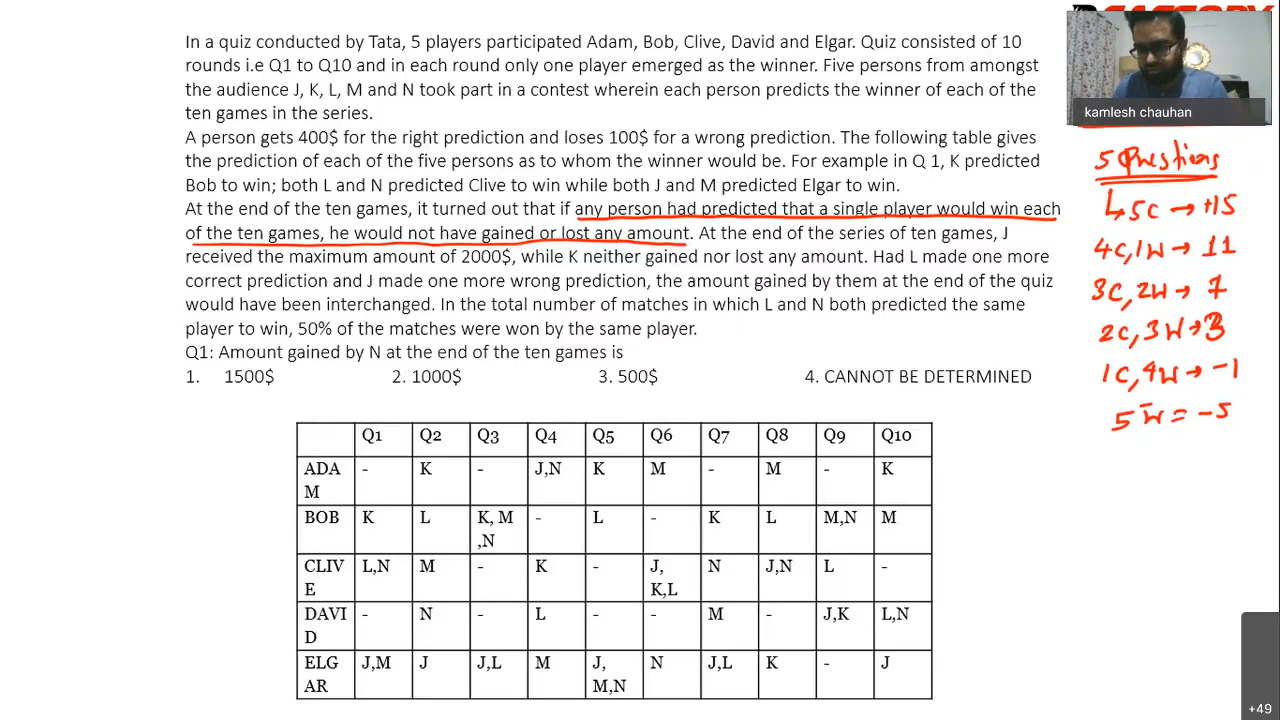 In a quiz conducted by Tata, 5 players participated Adam, Bob, Clive, David and Elgar. Quiz consisted of 10
rounds i.e Q1 to Q10 and in each round only one player emerged as the winner. Five persons from amongst
the audience J, K, L, M and N took part in a contest wherein each person predicts the winner of each of the
ten games in the series.
A person gets 400$ for the right prediction and loses 100$ for a wrong prediction. The following table gives
the prediction of each of the five persons as to whom the winner would be. For example in Q 1, K predicted
Bob to win; both L and N predicted Clive to win while both J and M predicted Elgar to win.
At the end of the ten games, it turned out that if any person had predicted that a single player would win each
of the ten games, he would not have gained or lost any amount. At the end of the series of ten games, J
received the maximum amount of 2000$, while K neither gained nor lost any amount. Had L made one more
correct prediction and J made one more wrong prediction, the amount gained by them at the end of the quiz
would have been interchanged. In the total number of matches in which L and N both predicted the same
player to win, 50% of the matches were won by the same player.
Q1: Amount gained by N at the end of the ten games is
1. 1500$ 2. 1000$ 3. 500$ 4. CANNOT BE DETERMINED
kamlesh chauhan
5 Questions
5C → +15
4C, 1W → 11
3C, 2W → 7
2C, 3W → 3
1C, 4W → -1
5 W = -5
Q1 Q2 Q3 Q4 Q5 Q6 Q7 Q8 Q9 Q10
ADA - K - J,N K M - M - K
M
BOB K L K, M - L - K L M,N M
,N
CLIV L,N M - K - J, N J,N L -
E K,L
DAVI - N - L - - M - J,K L,N
D
ELG J,M J J,L M J, N J,L K - J
AR M,N
+49